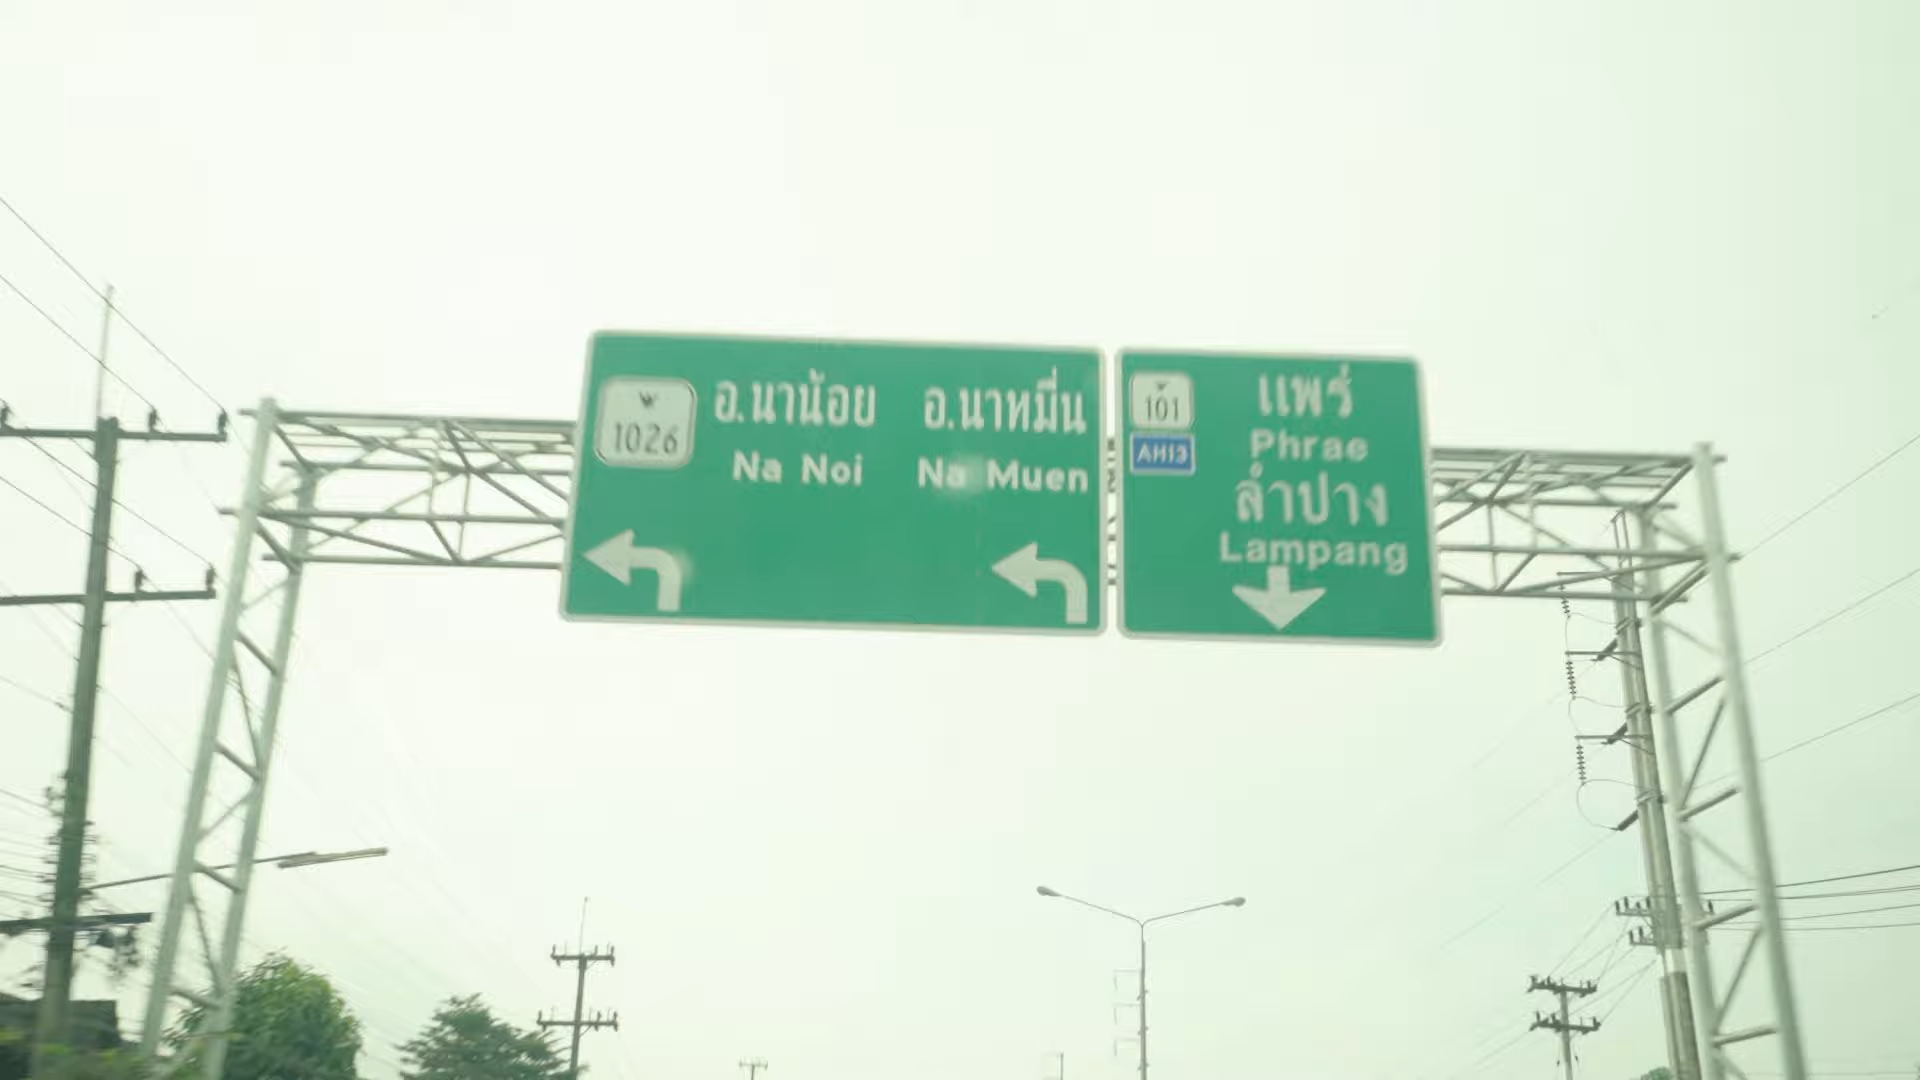 1026
อ.นาน้อย อ.นาหมื่น
Na Noi Na Muen
101
AH13
แพร่
Phrae
ลำปาง
Lampang